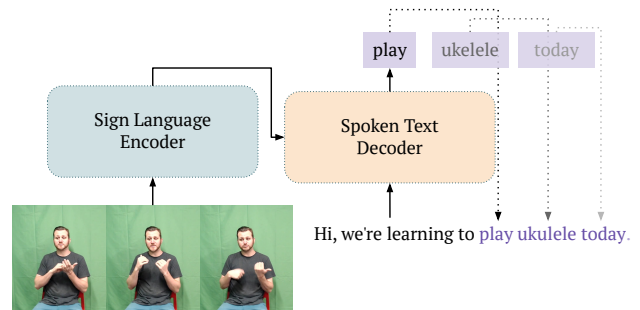 play ukelele today
Sign Language
Encoder
Spoken Text
Decoder
Hi, we're learning to play ukulele today.